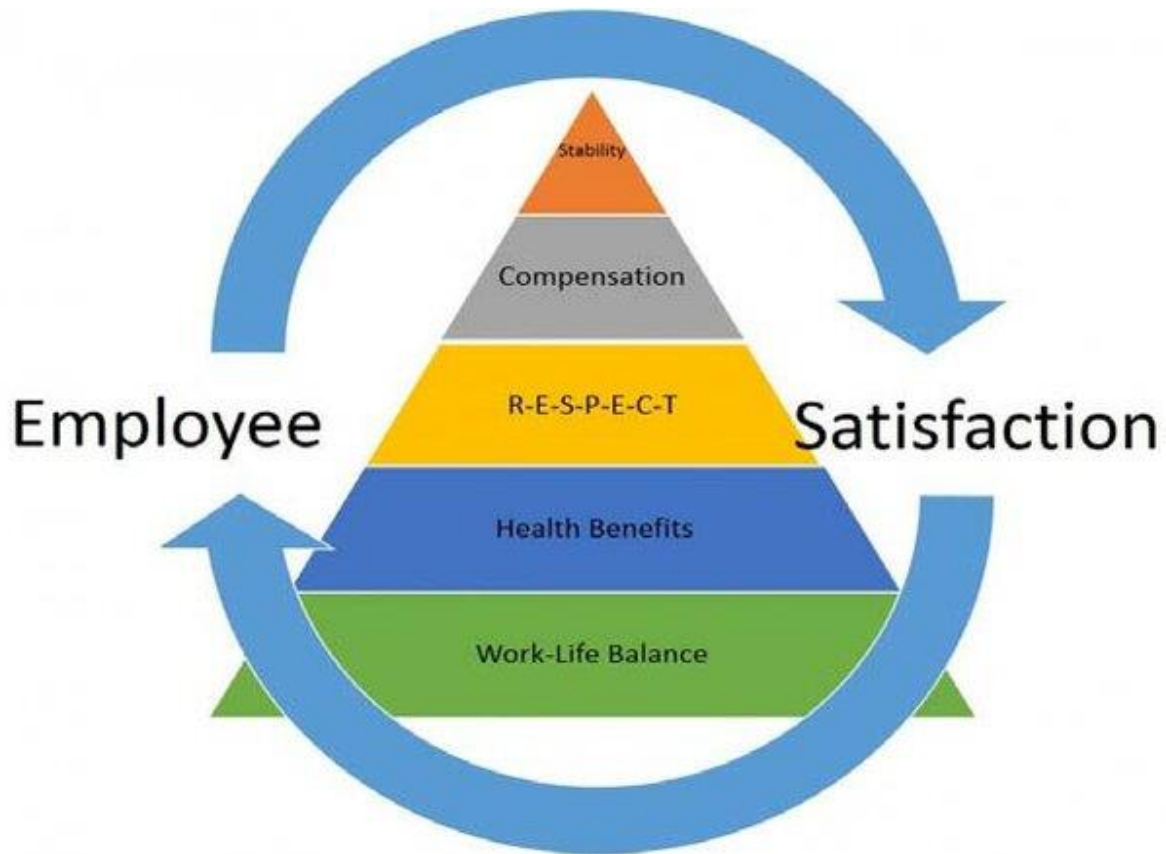 Stability
Compensation
R-E-S-P-E-C-T
Employee
Satisfaction
Health Benefits
Work-Life Balance